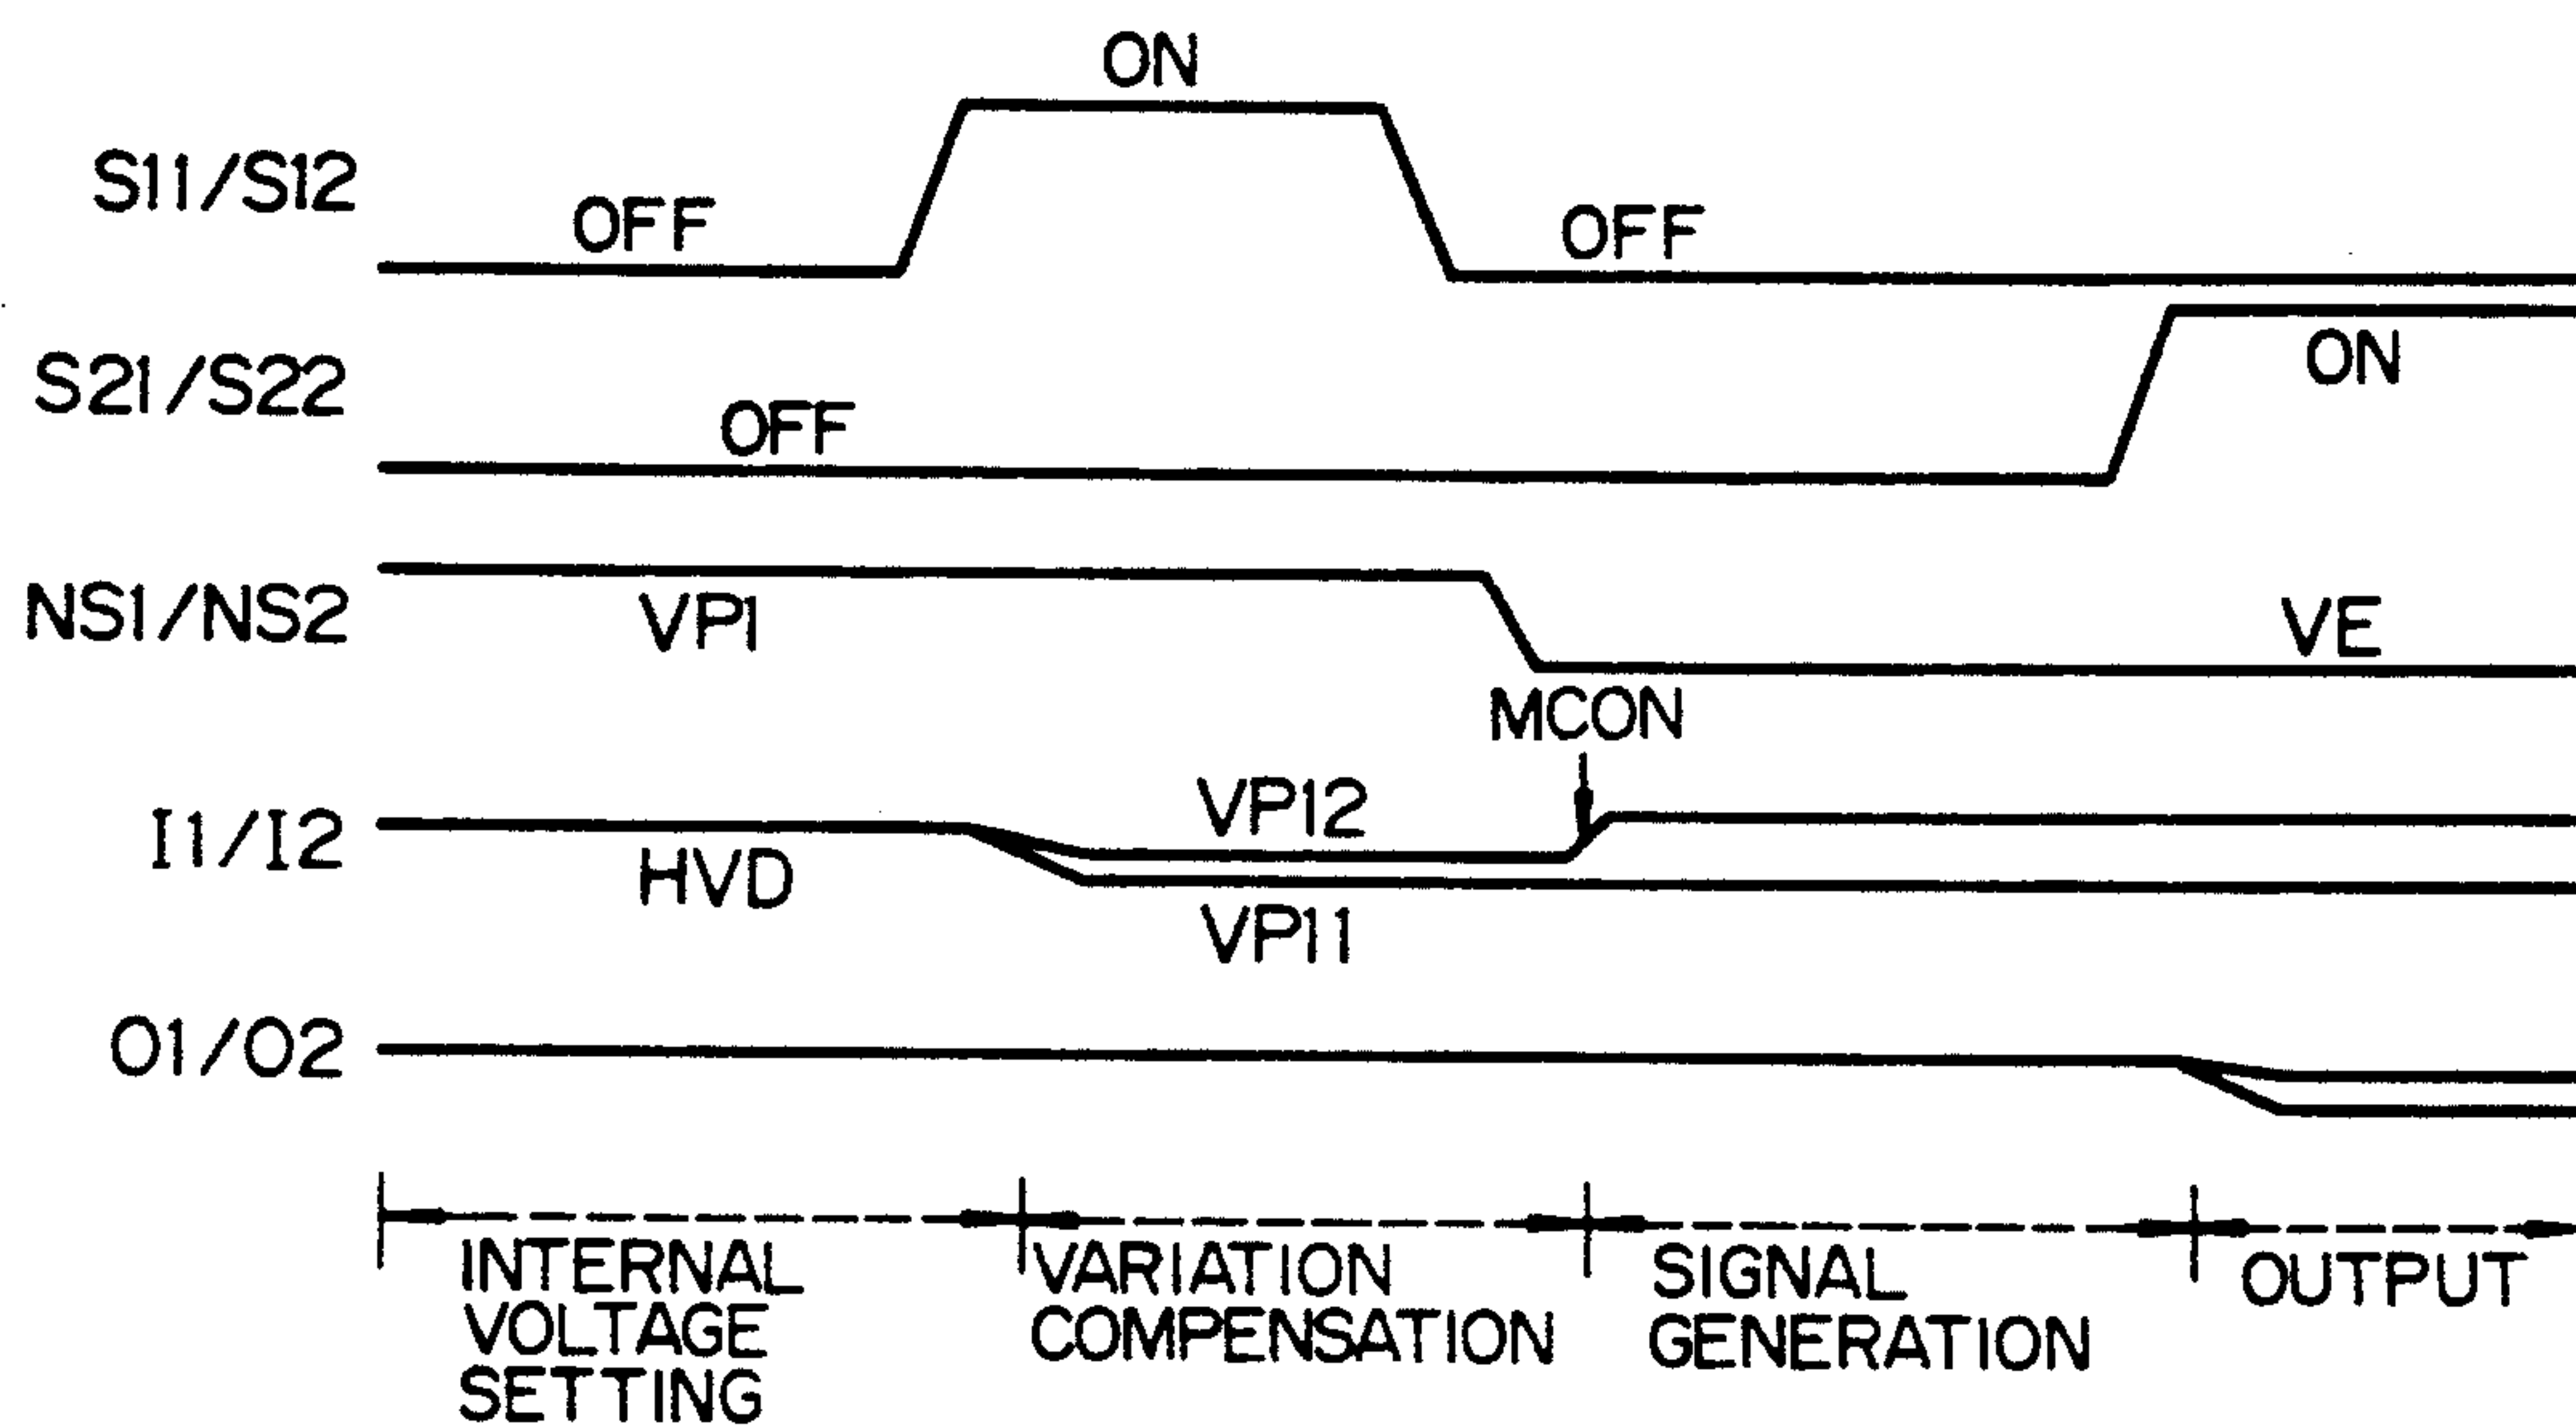 ON
S11/S12
OFF
OFF
S21/S22
ON
OFF
NS1/NS2
VP1
VE
MCON
I1/I2
VP12
HVD
VP11
O1/O2
INTERNAL
VOLTAGE
SETTING
VARIATION
COMPENSATION
SIGNAL
GENERATION
OUTPUT